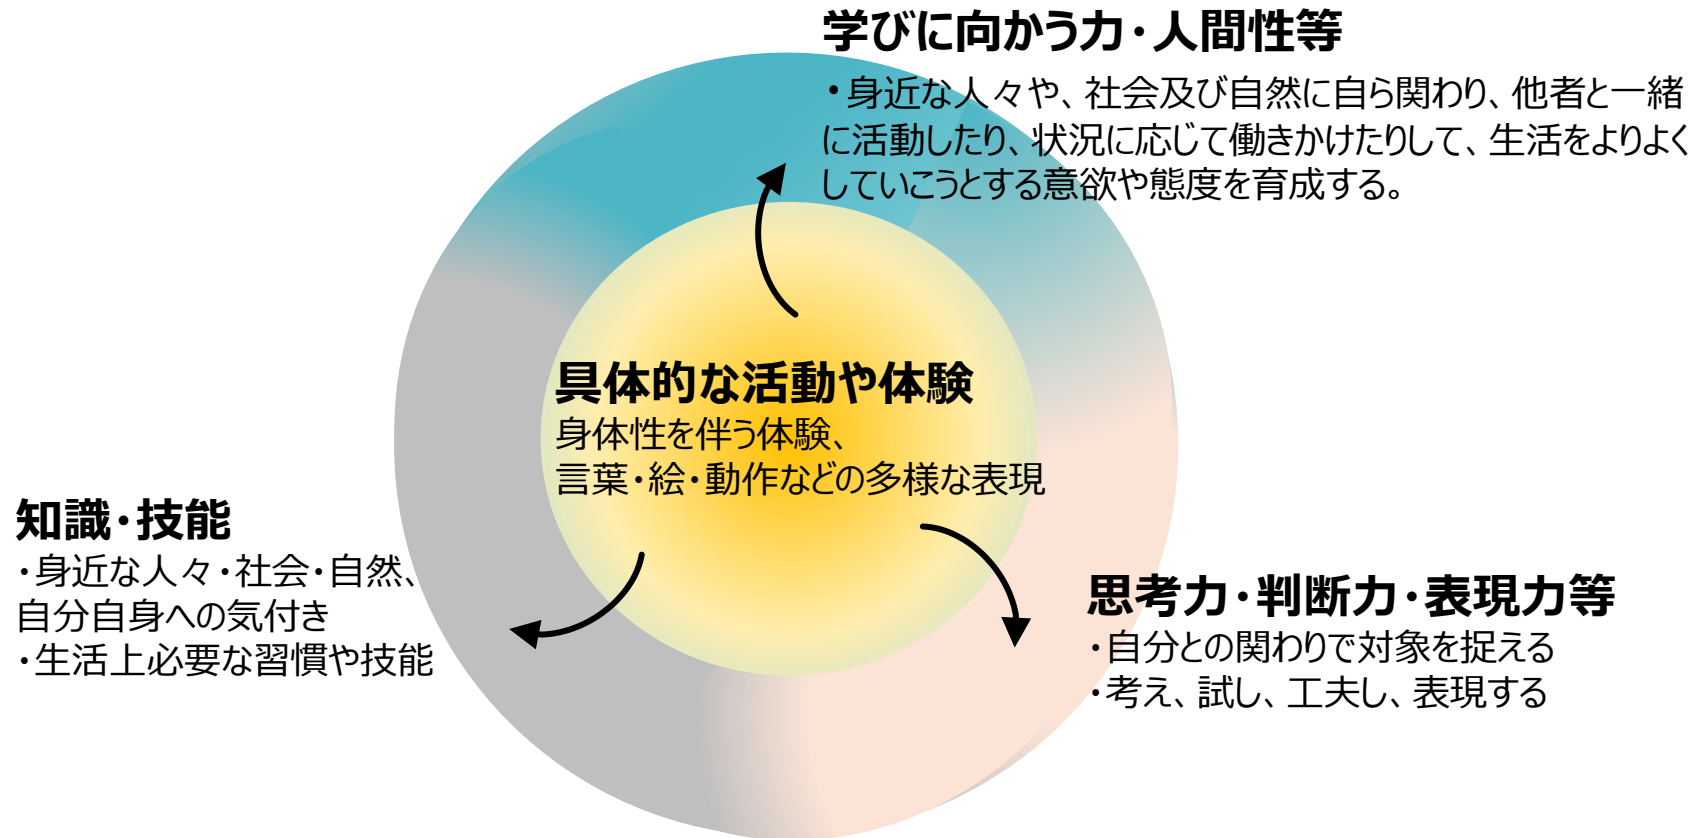 学びに向かう力・人間性等
・身近な人々や、社会及び自然に自ら関わり、他者と一緒
に活動したり、状況に応じて働きかけたりして、生活をよりよく
していこうとする意欲や態度を育成する。
具体的な活動や体験
身体性を伴う体験、
言葉・絵・動作などの多様な表現
知識・技能
・身近な人々・社会・自然、
自分自身への気付き
・生活上必要な習慣や技能
思考力・判断力・表現力等
・自分との関わりで対象を捉える
・考え、試し、工夫し、表現する